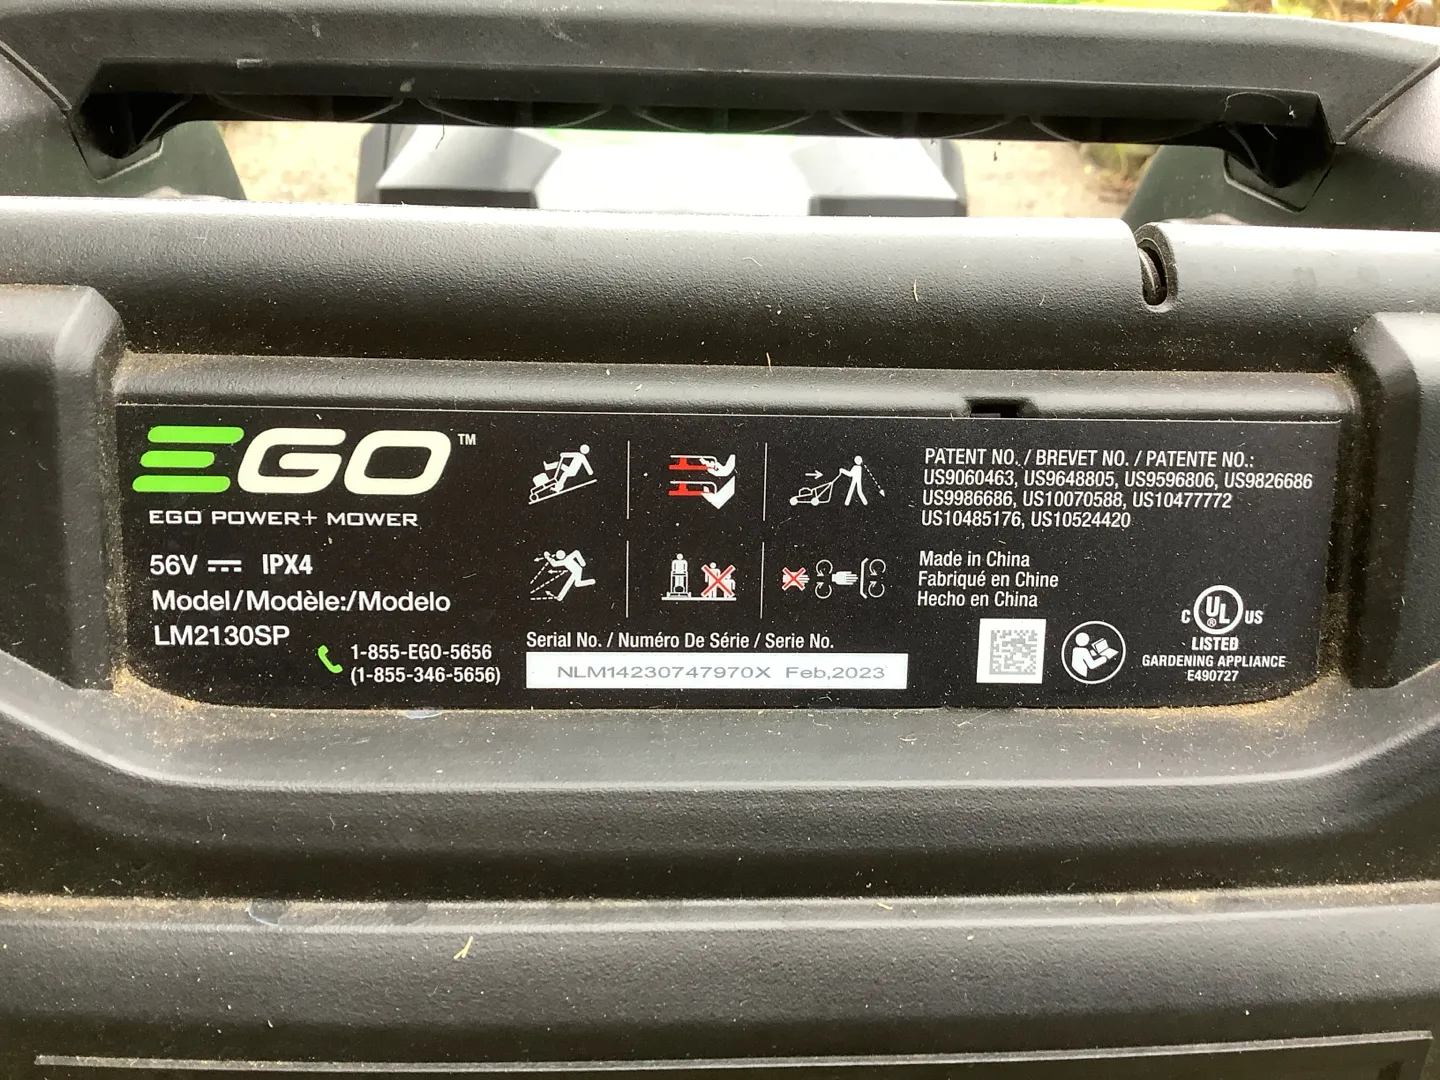 EGO™
EGO POWER+ MOWER
56V IPX4
Model/Modèle:/Modelo
LM2130SP
1-855-EGO-5656
(1-855-346-5656)
Serial No. / Numéro De Série / Serie No.
NLM14230747970X Feb,2023
PATENT NO. / BREVET NO. / PATENTE NO.:
US9060463, US9648805, US9596806, US9826686
US9986686, US10070588, US10477772
US10485176, US10524420
Made in China
Fabriqué en Chine
Hecho en China
C UL® US
LISTED
GARDENING APPLIANCE
E490727